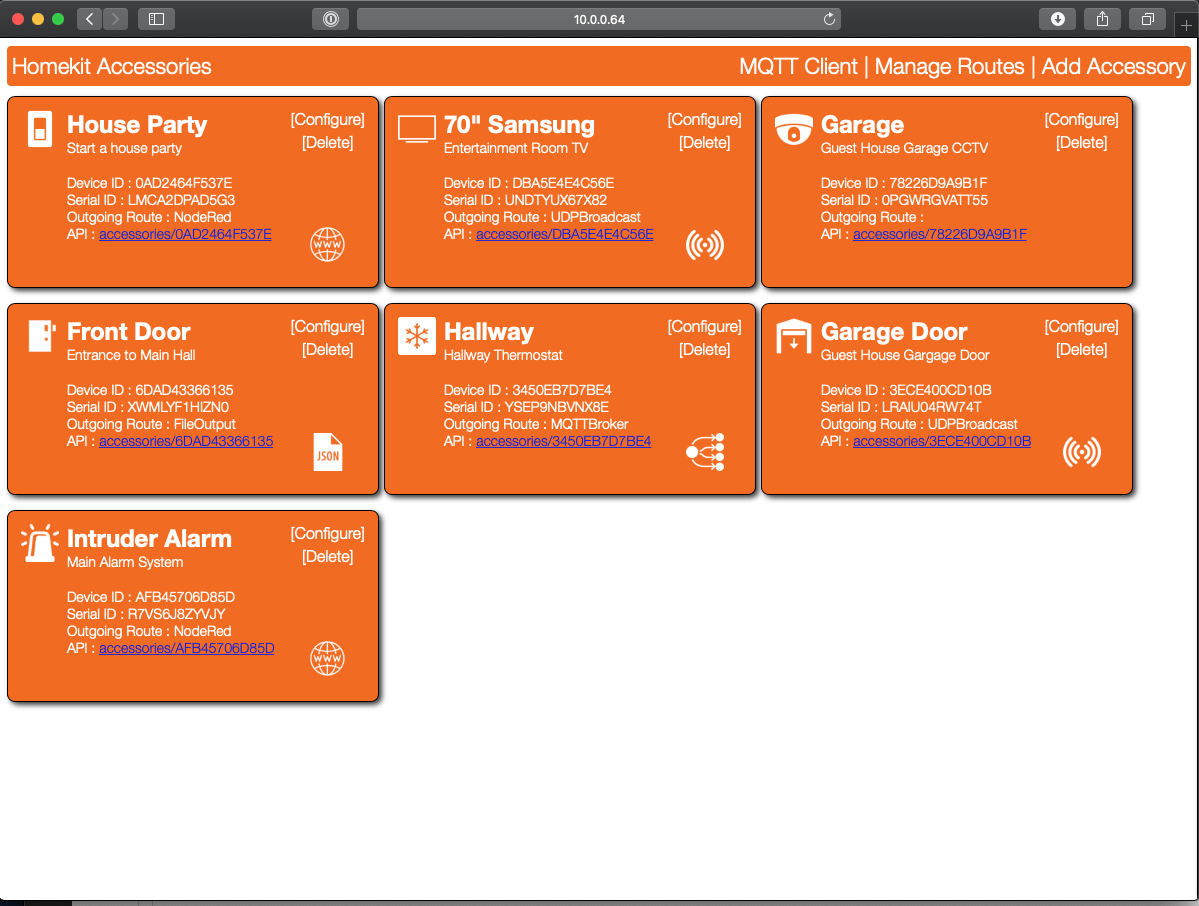 10.0.0.64
Homekit Accessories
MQTT Client | Manage Routes | Add Accessory
House Party
Start a house party
[Configure]
[Delete]
Device ID : 0AD2464F537E
Serial ID : LMCA2DPAD5G3
Outgoing Route : NodeRed
API : accessories/0AD2464F537E
WWW
70" Samsung
Entertainment Room TV
[Configure]
[Delete]
Device ID : DBA5E4E4C56E
Serial ID : UNDTYUX67X82
Outgoing Route : UDPBroadcast
API : accessories/DBA5E4E4C56E
Garage
Guest House Garage CCTV
[Configure]
[Delete]
Device ID : 78226D9A9B1F
Serial ID : 0PGWRGVATT55
Outgoing Route :
API : accessories/78226D9A9B1F
Front Door
Entrance to Main Hall
[Configure]
[Delete]
Device ID : 6DAD43366135
Serial ID : XWMLYF1HIZN0
Outgoing Route : FileOutput
API : accessories/6DAD43366135
JSON
Hallway
Hallway Thermostat
[Configure]
[Delete]
Device ID : 3450EB7D7BE4
Serial ID : YSEP9NBVNX8E
Outgoing Route : MQTTBroker
API : accessories/3450EB7D7BE4
Garage Door
Guest House Gargage Door
[Configure]
[Delete]
Device ID : 3ECE400CD10B
Serial ID : LRAIU04RW74T
Outgoing Route : UDPBroadcast
API : accessories/3ECE400CD10B
Intruder Alarm
Main Alarm System
[Configure]
[Delete]
Device ID : AFB45706D85D
Serial ID : R7VS6J8ZYVJY
Outgoing Route : NodeRed
API : accessories/AFB45706D85D
WWW